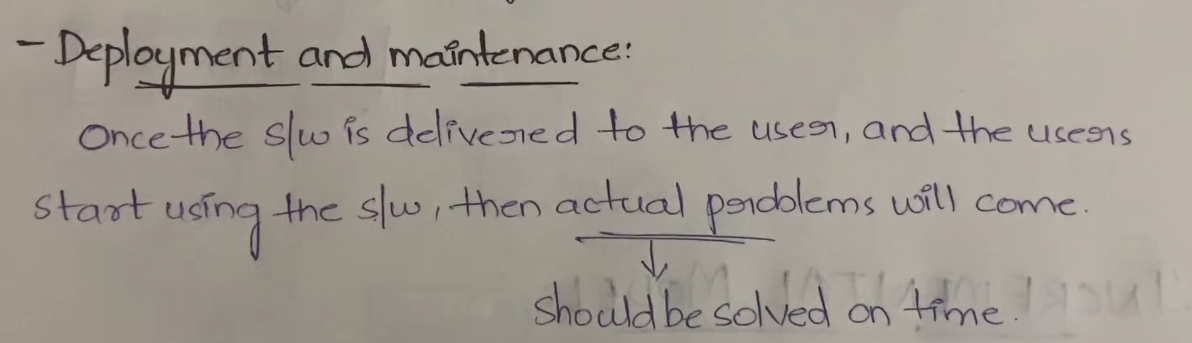 - Deployment and maintenance:
Once the s/w is delivered to the user, and the users
start using the s/w, then actual problems will come.
↓
should be solved on time.